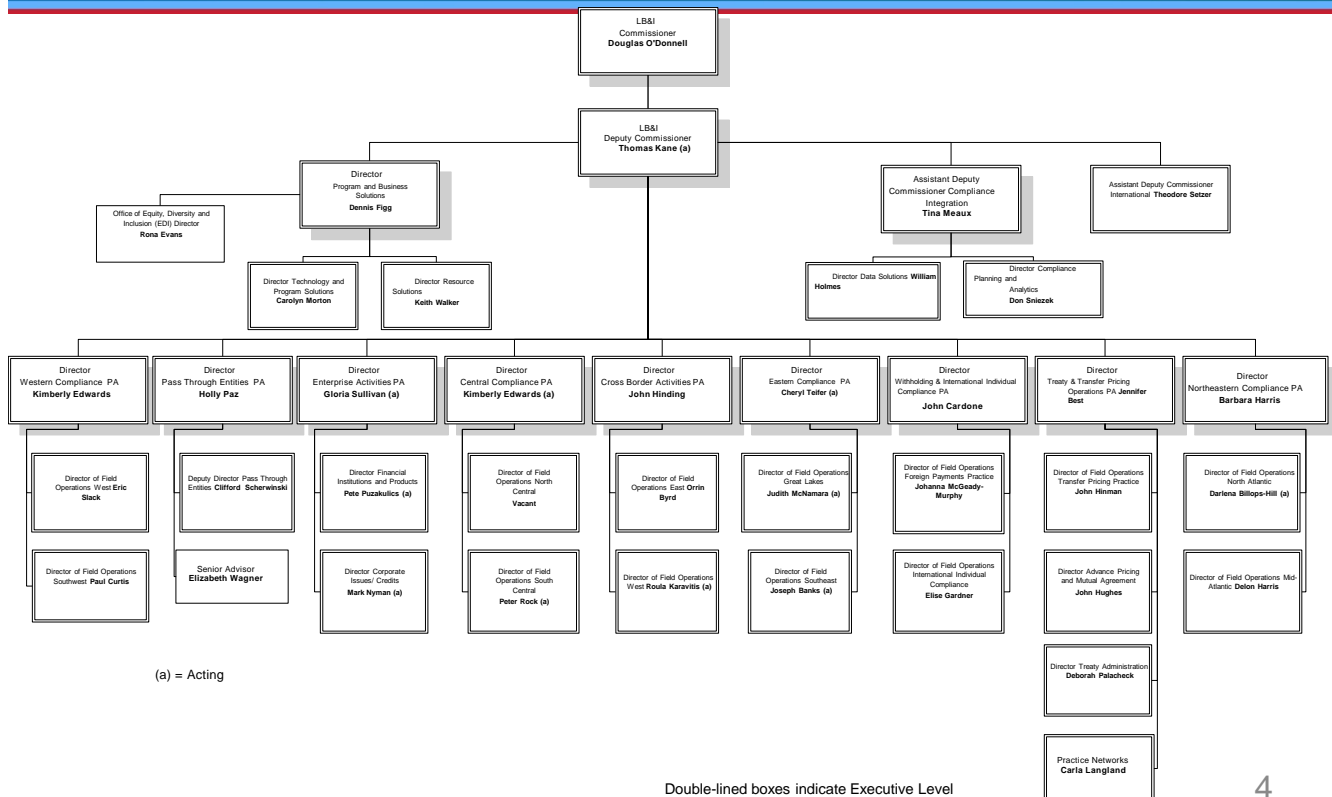 LB&I
Commissioner
Douglas O'Donnell
LB&I
Deputy Commissioner
Thomas Kane (a)
Director
Program and Business
Solutions
Dennis Figg
Assistant Deputy
Commissioner Compliance
Integration
Tina Meaux
Assistant Deputy Commissioner
International Theodore Setzer
Office of Equity, Diversity and
Inclusion (EDI) Director
Rona Evans
Director Technology and
Program Solutions
Carolyn Morton
Director Resource
Solutions
Keith Walker
Director Data Solutions William
Holmes
Director Compliance
Planning and
Analytics
Don Sniezek
Director
Western Compliance PA
Kimberly Edwards
Director
Pass Through Entities PA
Holly Paz
Director
Enterprise Activities PA
Gloria Sullivan (a)
Director
Central Compliance PA
Kimberly Edwards (a)
Director
Cross Border Activities PA
John Hinding
Director
Eastern Compliance PA
Cheryl Teifer (a)
Director
Withholding & International Individual
Compliance PA
John Cardone
Director
Treaty & Transfer Pricing
Operations PA Jennifer
Best
Director
Northeastern Compliance PA
Barbara Harris
Director of Field
Operations West Eric
Slack
Deputy Director Pass Through
Entities Clifford Scherwinski
Director Financial
Institutions and Products
Pete Puzakulics (a)
Director of Field
Operations North
Central
Vacant
Director of Field
Operations East Orrin
Byrd
Director of Field Operations
Great Lakes
Judith McNamara (a)
Director of Field Operations
Foreign Payments Practice
Johanna McGeady-
Murphy
Director of Field Operations
Transfer Pricing Practice
John Hinman
Director of Field Operations
North Atlantic
Darlena Billops-Hill (a)
Director of Field Operations
Southwest Paul Curtis
Senior Advisor
Elizabeth Wagner
Director Corporate
Issues/ Credits
Mark Nyman (a)
Director of Field
Operations South
Central
Peter Rock (a)
Director of Field Operations
West Roula Karavitis (a)
Director of Field
Operations Southeast
Joseph Banks (a)
Director of Field Operations
International Individual
Compliance
Elise Gardner
Director Advance Pricing
and Mutual Agreement
John Hughes
Director of Field Operations Mid-
Atlantic Delon Harris
Director Treaty Administration
Deborah Palacheck
Practice Networks
Carla Langland
(a) = Acting
Double-lined boxes indicate Executive Level
4